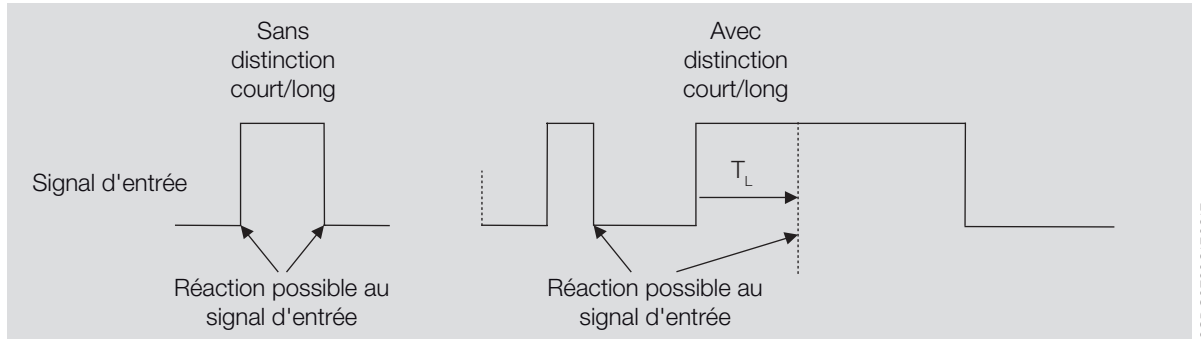 Sans
distinction
court/long
Avec
distinction
court/long
Signal d'entrée
T_L
Réaction possible au
signal d'entrée
Réaction possible au
signal d'entrée